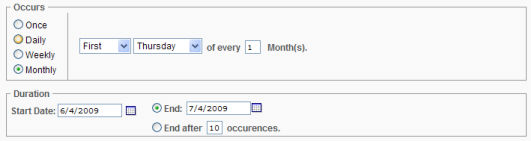 Occurs
Once
Daily
Weekly
Monthly
First Thursday of every 1 Month(s).
Duration
Start Date: 6/4/2009
End: 7/4/2009
End after 10 occurences.